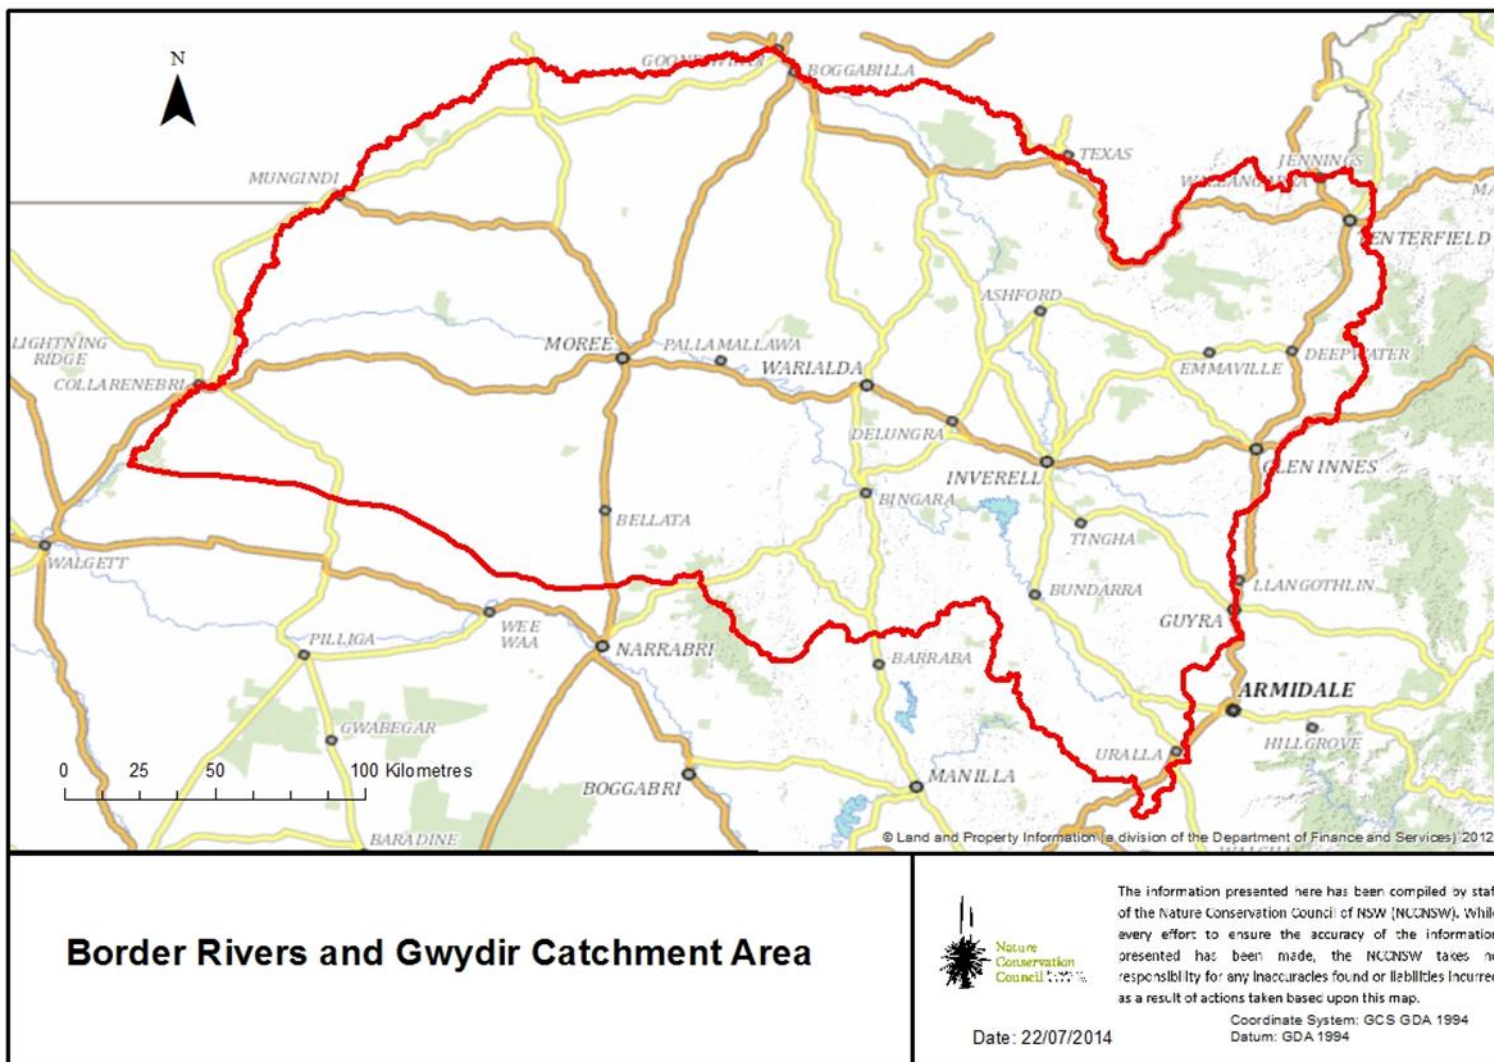 N
GOONDIWINDI
BOGGABILLA
TEXAS
JENNINGS
WALLANGARRA
MUNGINDI
TENTERFIELD
ASHFORD
LIGHTNING
RIDGE
MOREE
PALLAMALLAWA
DEEPWATER
COLLARENEBRI
WARIALDA
EMMAVILLE
DELUNGRA
INVERELL
GLEN INNES
BINGARA
BELLATA
TINGHA
WALGETT
LLANGOTHLIN
BUNDARRA
GUYRA
WEE
WAA
PILLIGA
NARRABRI
BARRABA
ARMIDALE
GWABEGAR
HILLGROVE
URALLA
0 25 50 100 Kilometres
MANILLA
BOGGABRI
BARADINE
© Land and Property Information (a division of the Department of Finance and Services) 2012
Border Rivers and Gwydir Catchment Area
Nature
Conservation
Council
The information presented here has been compiled by staf
of the Nature Conservation Council of NSW (NCCNSW). While
every effort to ensure the accuracy of the information
presented has been made, the NCCNSW takes no
responsibility for any inaccuracies found or liabilities incurred
as a result of actions taken based upon this map.
Coordinate System: GCS GDA 1994
Datum: GDA 1994
Date: 22/07/2014